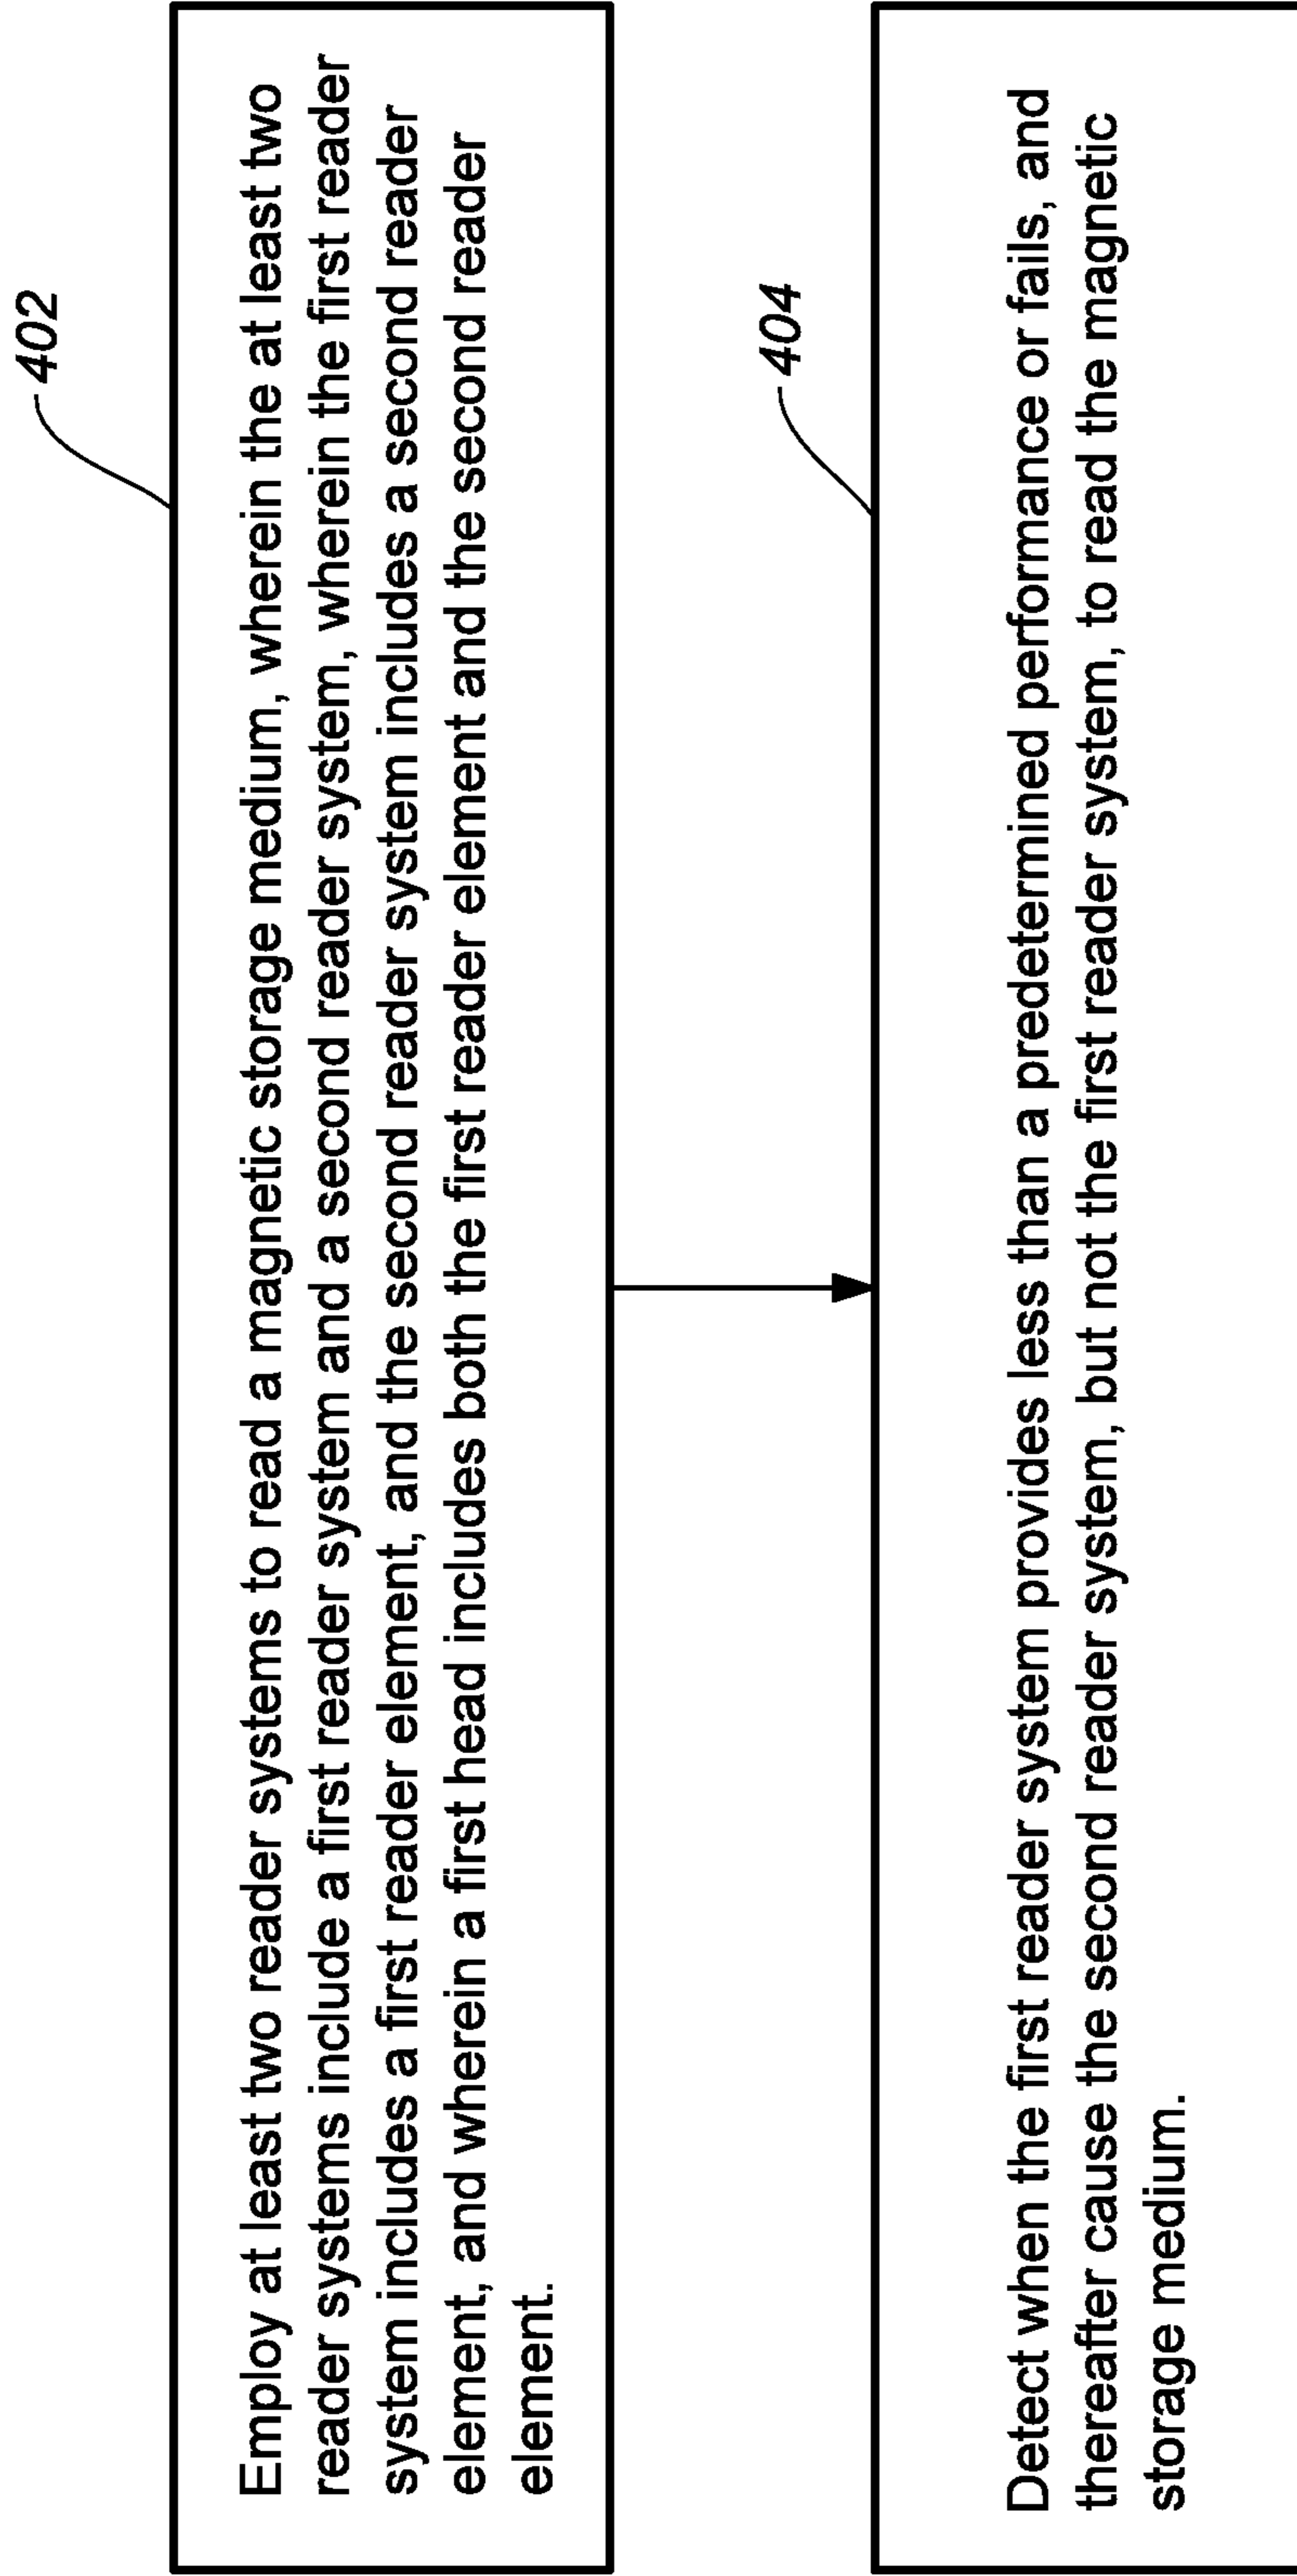 402
Employ at least two reader systems to read a magnetic storage medium, wherein the at least two
reader systems include a first reader system and a second reader system, wherein the first reader
system includes a first reader element, and the second reader system includes a second reader
element, and wherein a first head includes both the first reader element and the second reader
element.
404
Detect when the first reader system provides less than a predetermined performance or fails, and
thereafter cause the second reader system, but not the first reader system, to read the magnetic
storage medium.